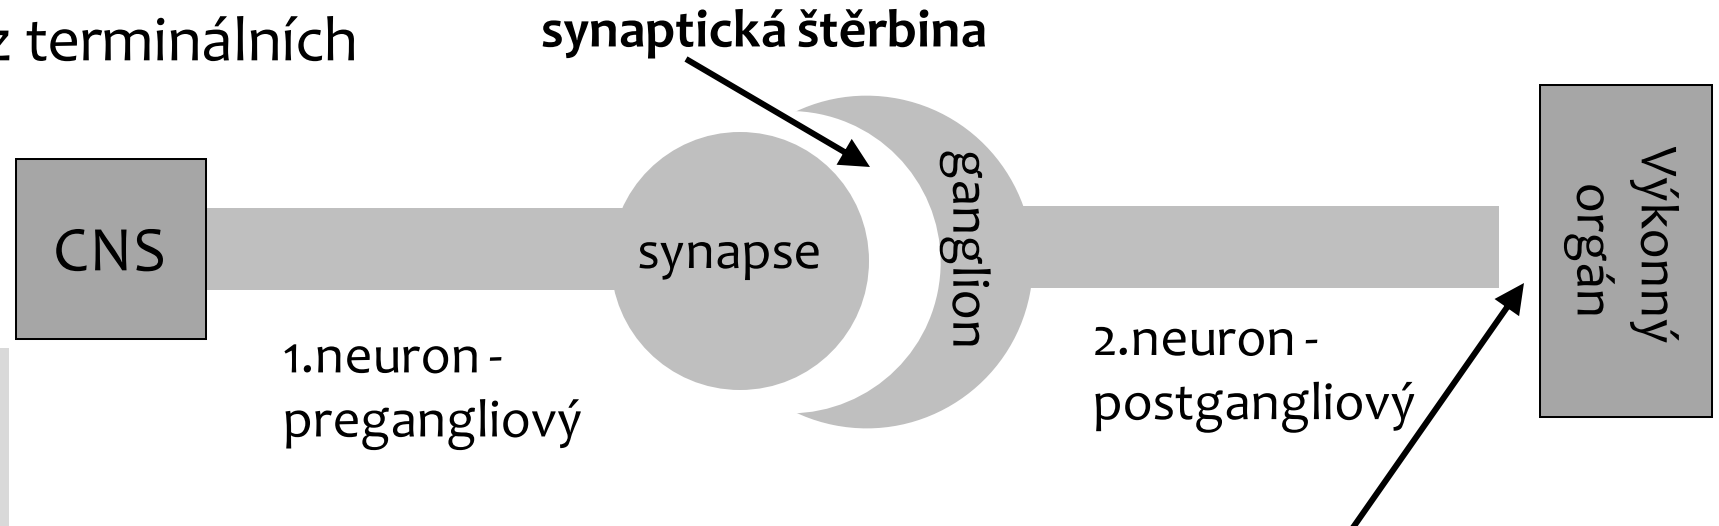 z terminálních
synaptická štěrbina
CNS
synapse
ganglion
Výkonný
orgán
1.neuron -
pregangliový
2.neuron -
postgangliový